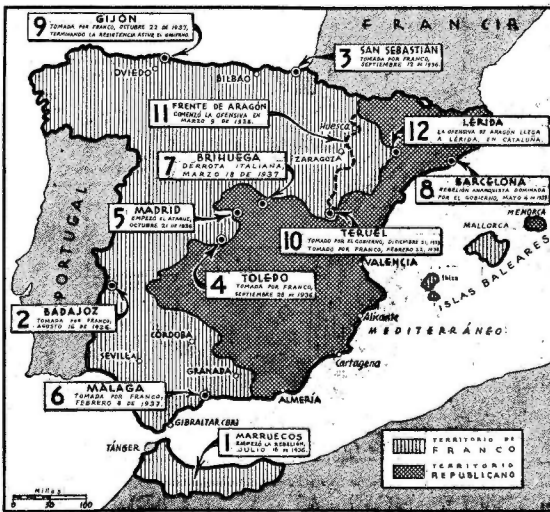 9 GIJÓN
TOMADA POR FRANCO, OCTUBRE 22 DE 1937,
TERMINANDO LA RESISTENCIA ACTIVE EL GOBIERNO.
FRANCIA
OVIEDO
BILBAO
3 SAN SEBASTIÁN
TOMADA POR FRANCO,
SEPTIEMBRE 12 DE 1936.
11 FRENTE DE ARAGÓN
COMENZÓ LA OFENSIVA EN
MARZO 9 DE 1938.
Huesca
ZARAGOZA
12 LÉRIDA
LA OFENSIVA DE ARAGÓN LLEGA
A LÉRIDA, EN CATALUÑA.
7 BRIHUEGA
DERROTA ITALIANA,
MARZO 18 DE 1937
8 BARCELONA
REBELIÓN ANARQUISTA DOMINADA
POR EL GOBIERNO, MAYO 4 DE 1937
5 MADRID
EMPEZÓ EL ATAQUE,
OCTUBRE 21 DE 1936
10 TERUEL
TOMADO POR EL GOBIERNO, DICIEMBRE 21, 1937
TOMADO POR FRANCO, FEBRERO 22, 1938
MENORCA
MALLORCA
VALENCIA
Ibiza
ISLAS BALEARES
PORTUGAL
4 TOLEDO
TOMADA POR FRANCO,
SEPTIEMBRE 28 DE 1936
2 BADAJOZ
TOMADA POR FRANCO,
AGOSTO 16 DE 1936.
Alicante
MEDITERRÁNEO
CÓRDOBA
SEVILLA
Cartagena
GRANADA
6 MÁLAGA
TOMADA POR FRANCO,
FEBRERO 8 DE 1937.
ALMERÍA
GIBRALTAR (BR)
TÁNGER
1 MARRUECOS
EMPEZÓ LA REBELIÓN,
JULIO 16 DE 1936.
TERRITORIO DE
FRANCO
TERRITORIO
REPUBLICANO
Millas
0 50 100